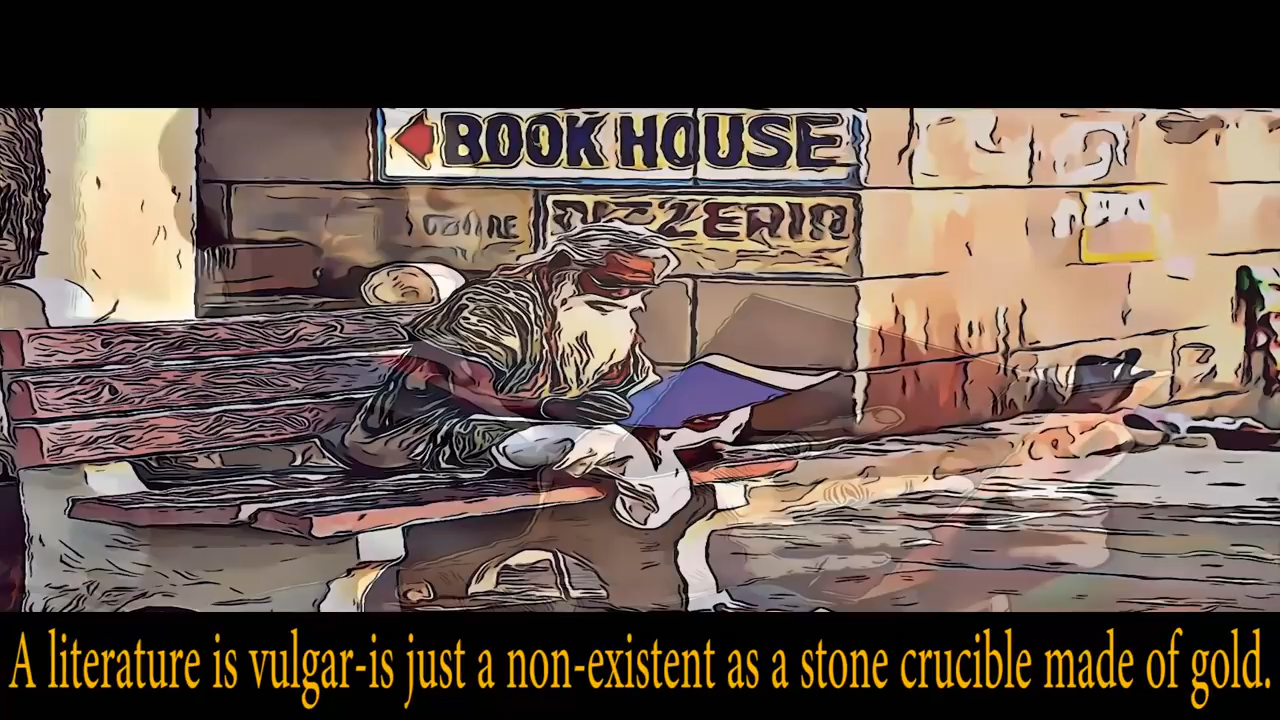 BOOK HOUSE
A literature is vulgar-is just a non-existent as a stone crucible made of gold.